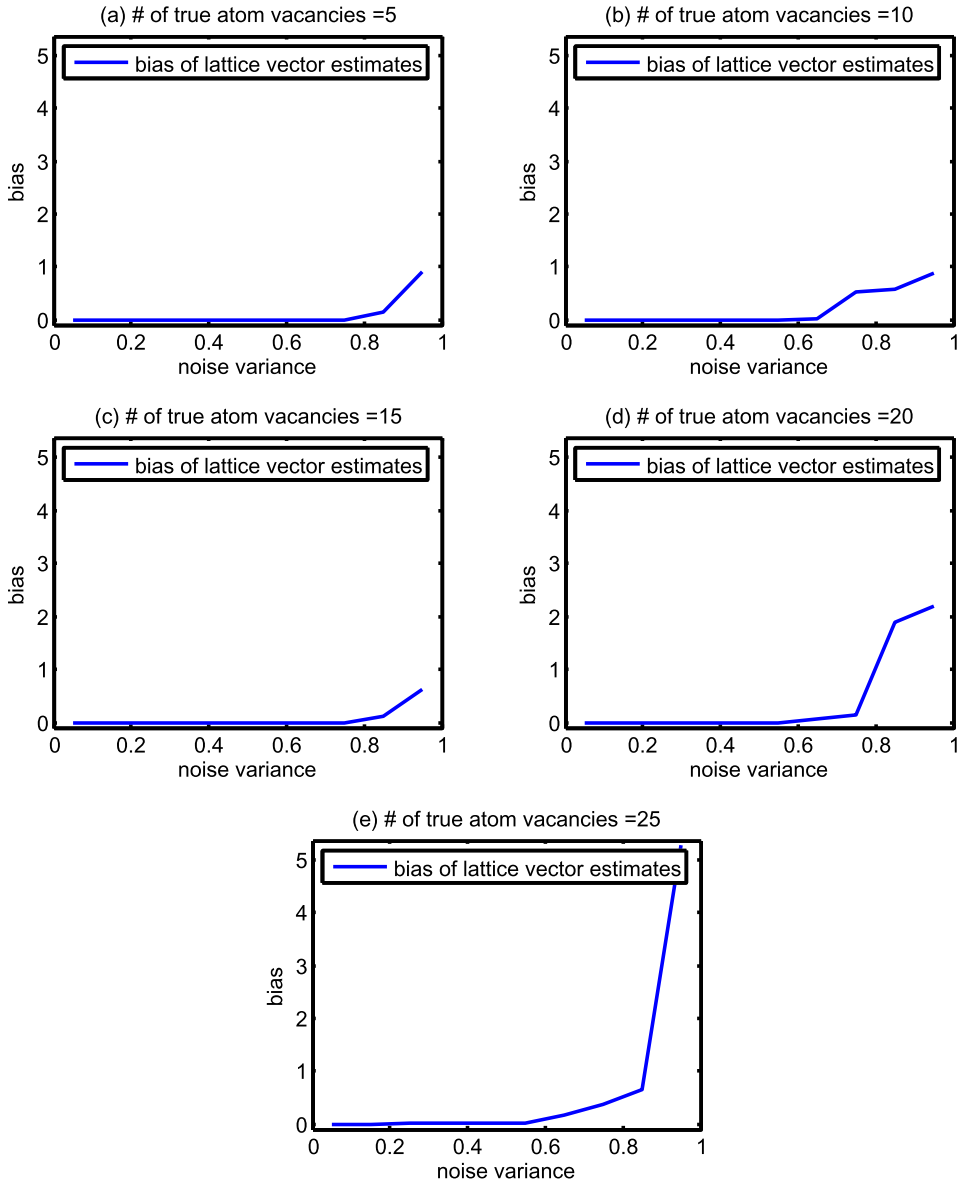 (a) # of true atom vacancies =5
bias of lattice vector estimates
5
4
3
2
1
0
bias
0 0.2 0.4 0.6 0.8 1
noise variance
(b) # of true atom vacancies =10
bias of lattice vector estimates
5
4
3
2
1
0
bias
0 0.2 0.4 0.6 0.8 1
noise variance
(c) # of true atom vacancies =15
bias of lattice vector estimates
5
4
3
2
1
0
bias
0 0.2 0.4 0.6 0.8 1
noise variance
(d) # of true atom vacancies =20
bias of lattice vector estimates
5
4
3
2
1
0
bias
0 0.2 0.4 0.6 0.8 1
noise variance
(e) # of true atom vacancies =25
bias of lattice vector estimates
5
4
3
2
1
0
bias
0 0.2 0.4 0.6 0.8 1
noise variance